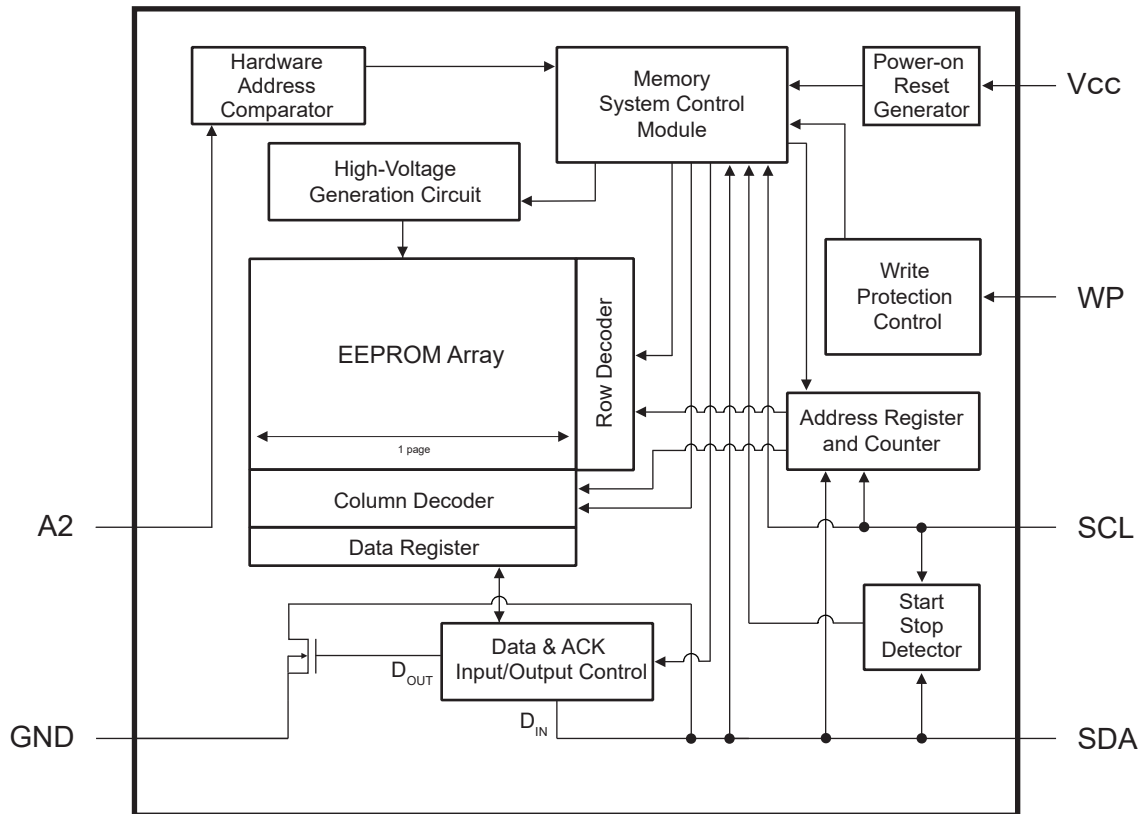 Hardware
Address
Comparator
Memory
System Control
Module
Power-on
Reset
Generator
Vcc
High-Voltage
Generation Circuit
Write
Protection
Control
WP
EEPROM Array
Row Decoder
1 page
Address Register
and Counter
Column Decoder
A2
SCL
Data Register
Start
Stop
Detector
Data & ACK
Input/Output Control
DOUT
DIN
GND
SDA